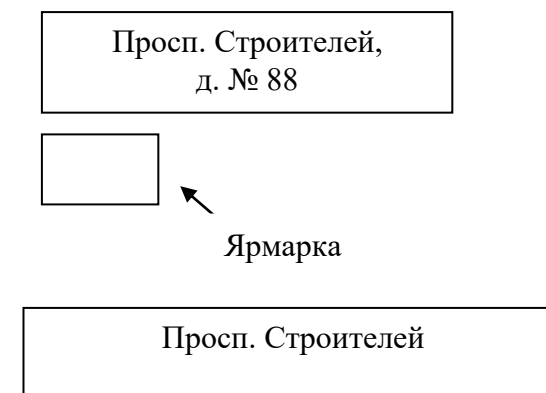 Просп. Строителей,
д. № 88
Ярмарка
Просп. Строителей